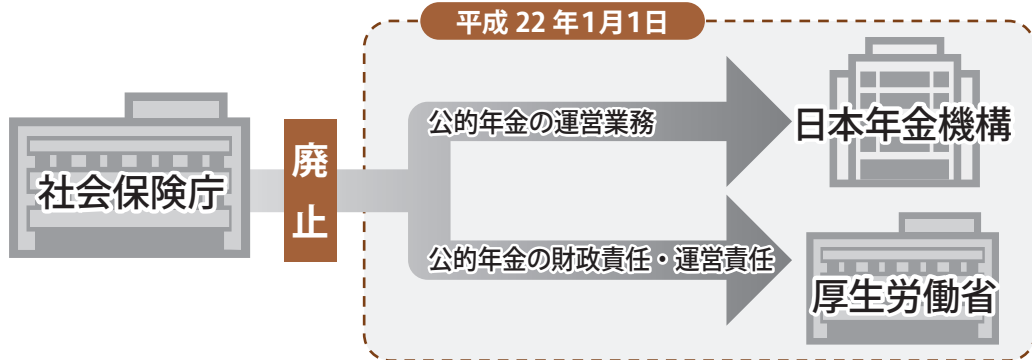 平成 22 年1月1日
社会保険庁
廃止
公的年金の運営業務
日本年金機構
公的年金の財政責任・運営責任
厚生労働省